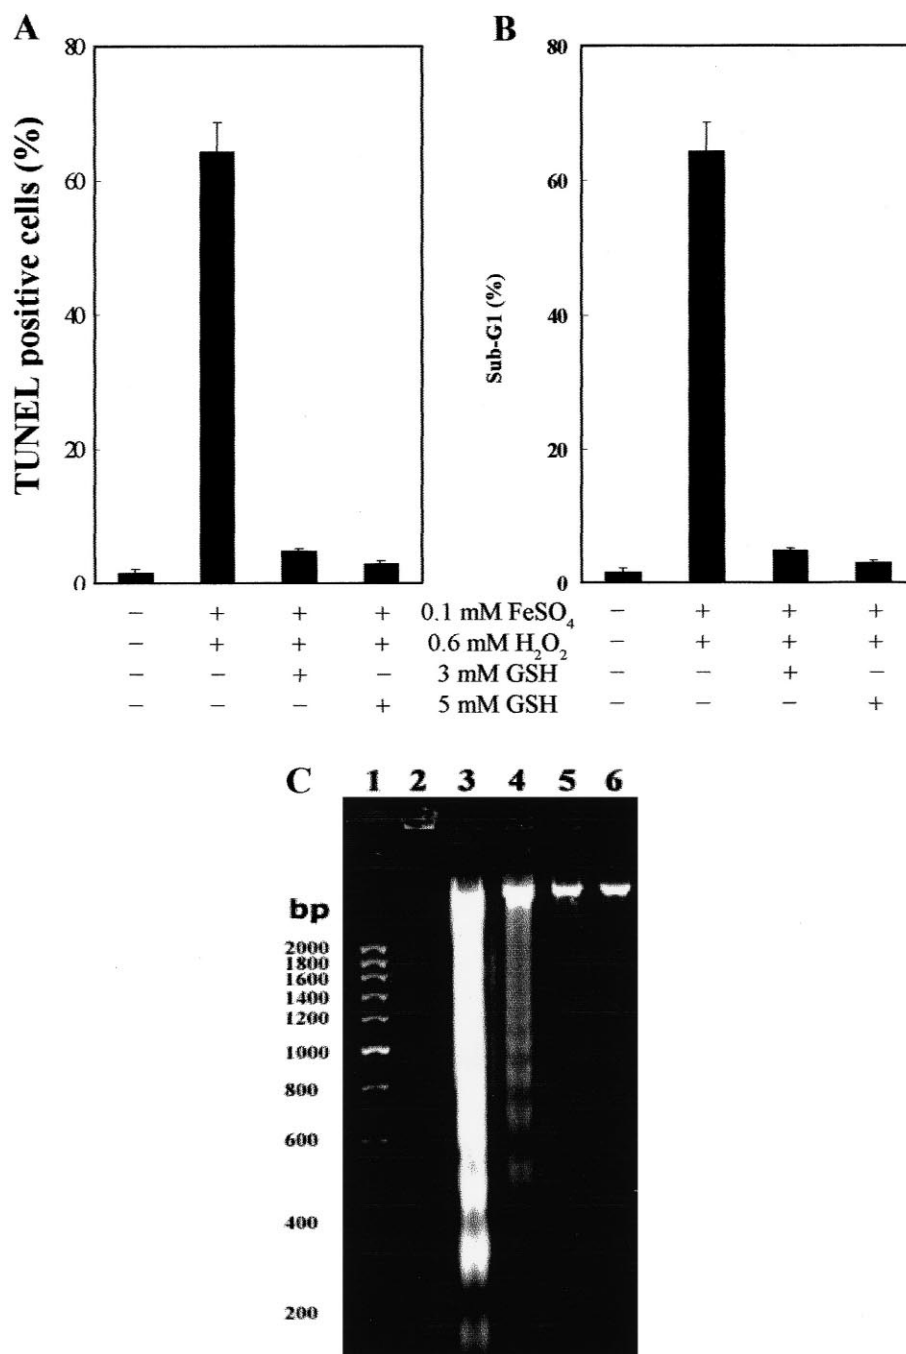 A
B
TUNEL positive cells (%)
80
60
40
20
0
Sub-G1 (%)
80
60
40
20
0
− + + + 0.1 mM FeSO₄ − + + +
− + + + 0.6 mM H₂O₂ − + + +
− − + − 3 mM GSH − − + −
− − − + 5 mM GSH − − − +
C
1 2 3 4 5 6
bp
2000
1800
1600
1400
1200
1000
800
600
400
200